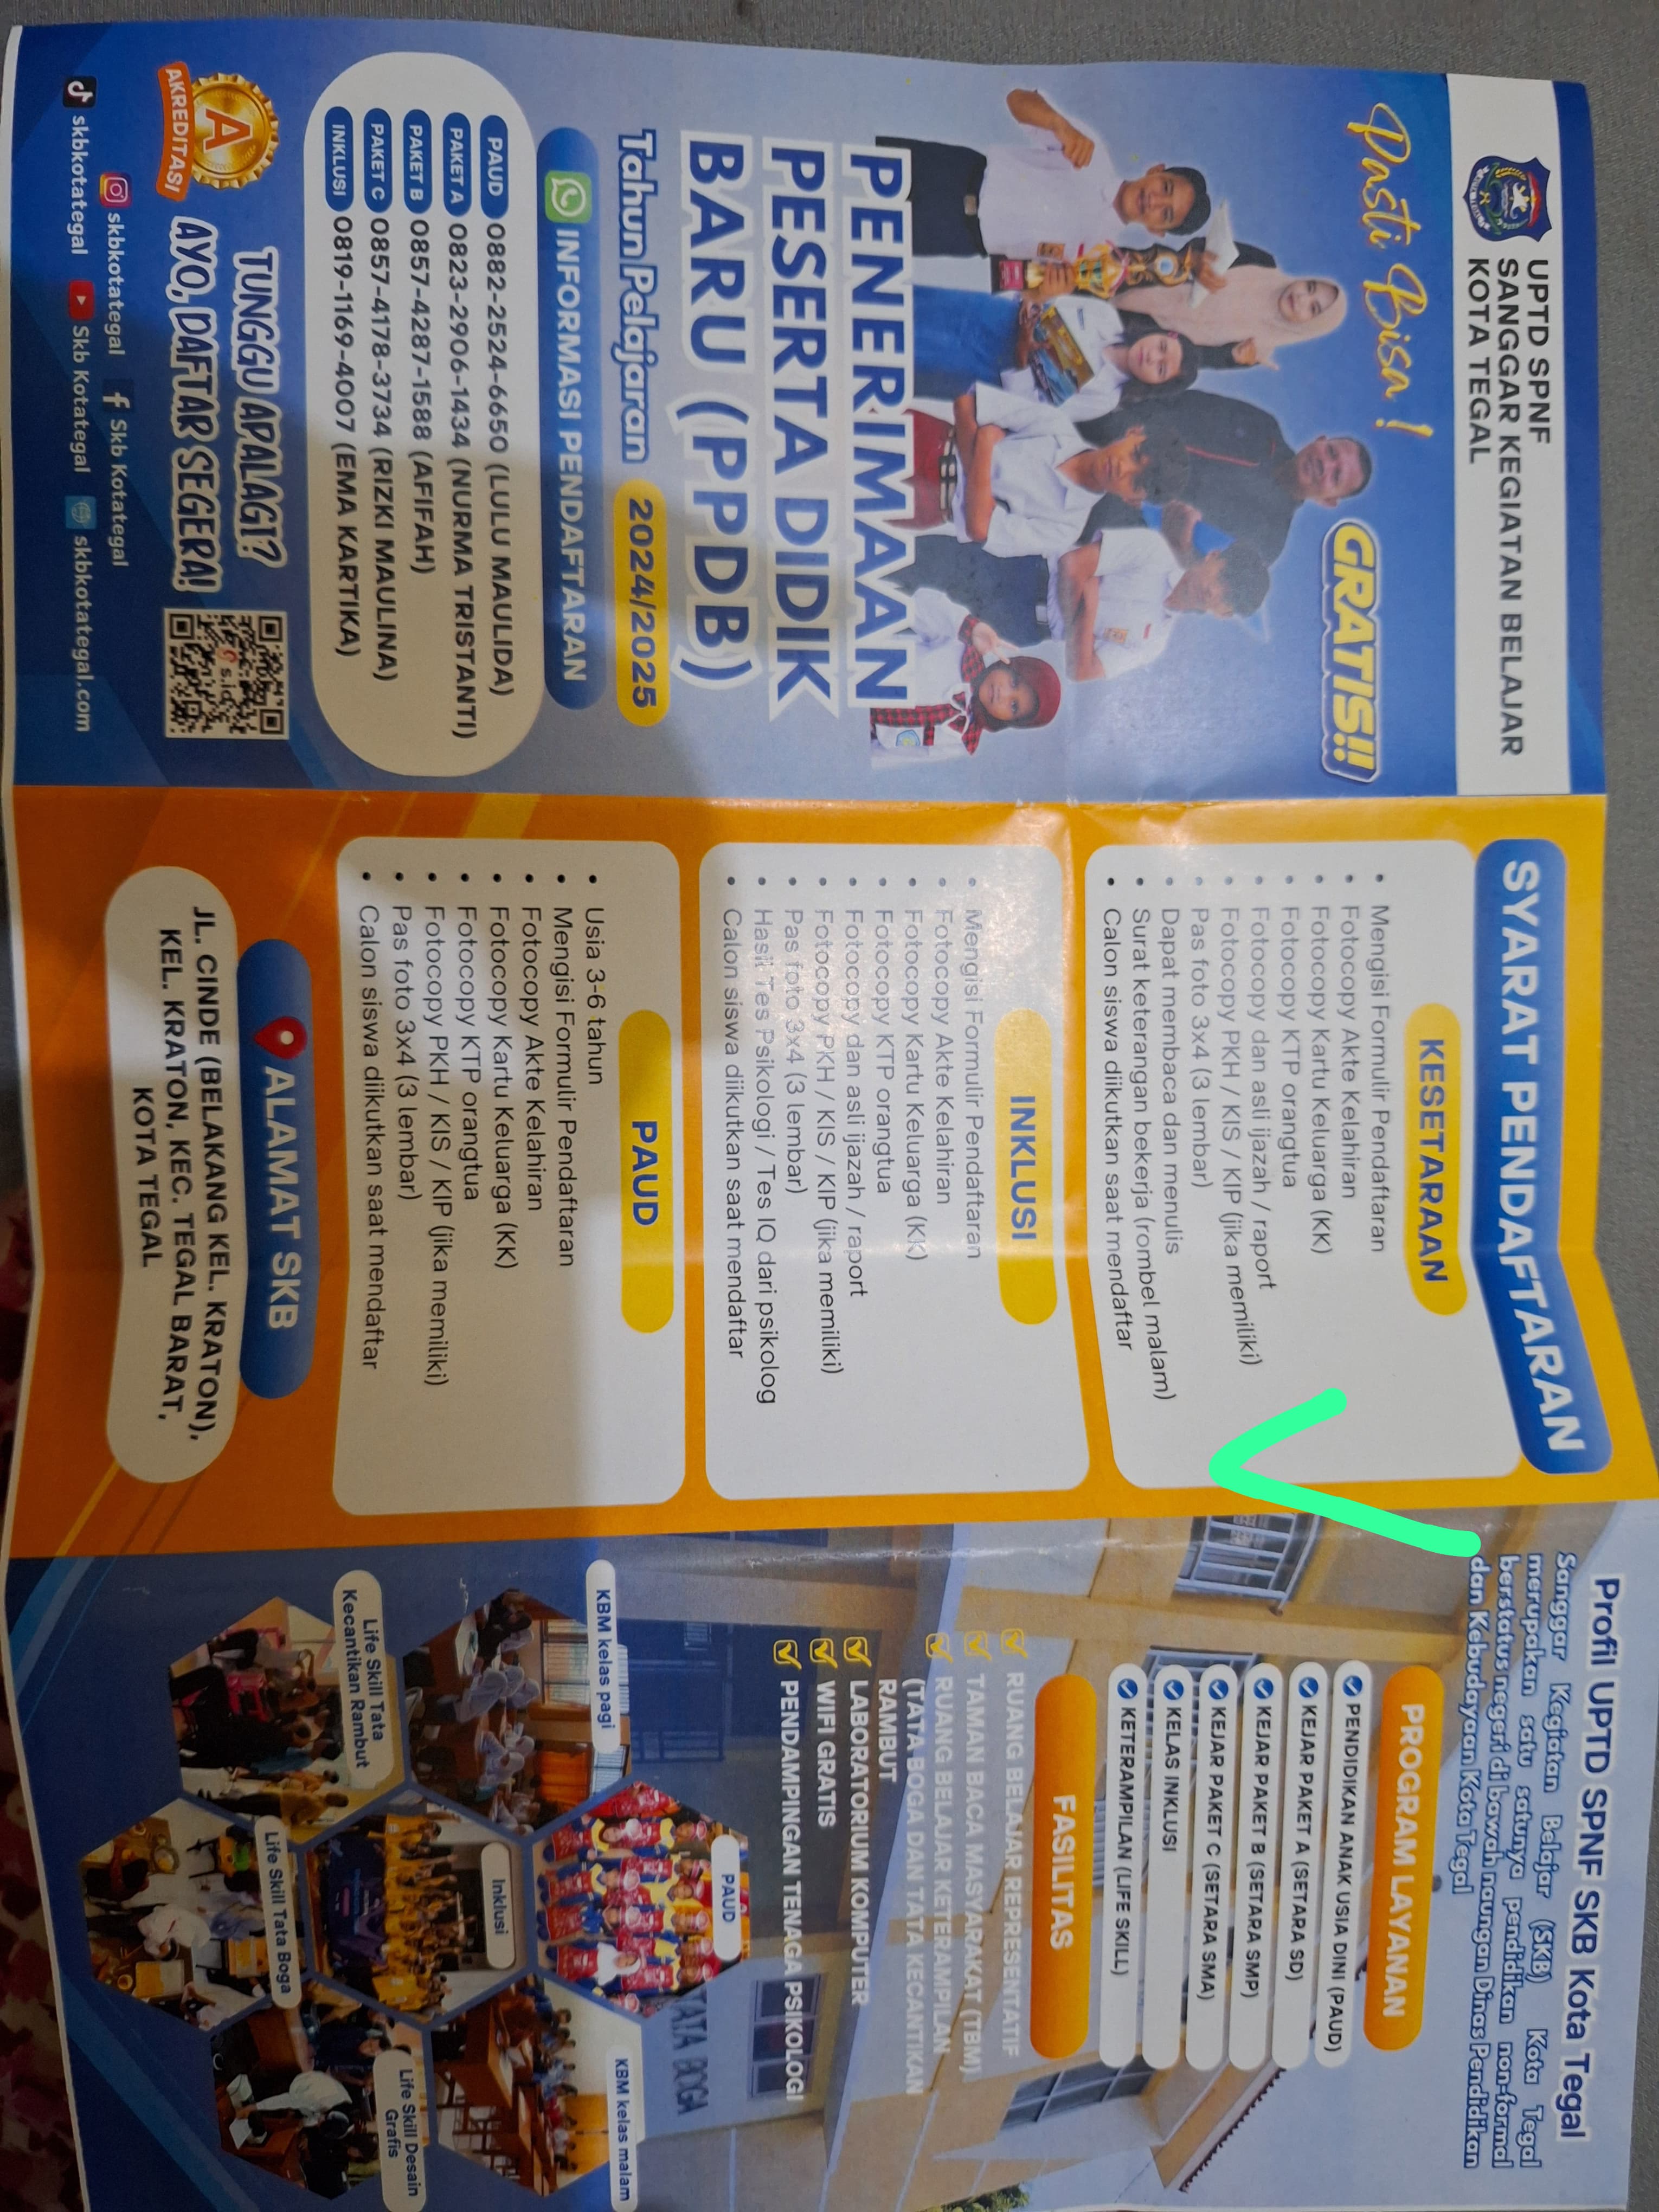 UPTD SPNF
SANGGAR KEGIATAN BELAJAR
KOTA TEGAL
Pasti Bisa !
GRATIS!!
PENERIMAAN
PESERTA DIDIK
BARU (PPDB)
Tahun Pelajaran 2024/2025
INFORMASI PENDAFTARAN
PAUD 0882-2524-6650 (LULU MAULIDA)
PAKET A 0823-2906-1434 (NURMA TRISTANTI)
PAKET B 0857-4287-1588 (AFIFAH)
PAKET C 0857-4178-3734 (RIZKI MAULINA)
INKLUSI 0819-1169-4007 (EMA KARTIKA)
A
AKREDITASI
TUNGGU APALAGI?
AYO, DAFTAR SEGERA!
s.id
skbkotategal Skb Kotategal
skbkotategal Skb Kotategal skbkotategal.com
SYARAT PENDAFTARAN
KESETARAAN
• Mengisi Formulir Pendaftaran
• Fotocopy Akte Kelahiran
• Fotocopy Kartu Keluarga (KK)
• Fotocopy KTP orangtua
• Fotocopy dan asli ijazah / raport
• Fotocopy PKH / KIS / KIP (jika memiliki)
• Pas foto 3x4 (3 lembar)
• Dapat membaca dan menulis
• Surat keterangan bekerja (rombel malam)
• Calon siswa diikutkan saat mendaftar
INKLUSI
• Mengisi Formulir Pendaftaran
• Fotocopy Akte Kelahiran
• Fotocopy Kartu Keluarga (KK)
• Fotocopy KTP orangtua
• Fotocopy dan asli ijazah / raport
• Fotocopy PKH / KIS / KIP (jika memiliki)
• Pas foto 3x4 (3 lembar)
• Hasil Tes Psikologi / Tes IQ dari psikolog
• Calon siswa diikutkan saat mendaftar
PAUD
• Usia 3-6 tahun
• Mengisi Formulir Pendaftaran
• Fotocopy Akte Kelahiran
• Fotocopy Kartu Keluarga (KK)
• Fotocopy KTP orangtua
• Fotocopy PKH / KIS / KIP (jika memiliki)
• Pas foto 3x4 (3 lembar)
• Calon siswa diikutkan saat mendaftar
ALAMAT SKB
JL. CINDE (BELAKANG KEL. KRATON),
KEL. KRATON, KEC. TEGAL BARAT,
KOTA TEGAL
Profil UPTD SPNF SKB Kota Tegal
Sanggar Kegiatan Belajar (SKB) Kota Tegal
merupakan satu satunya pendidikan non-formal
berstatus negeri di bawah naungan Dinas Pendidikan
dan Kebudayaan Kota Tegal
PROGRAM LAYANAN
PENDIDIKAN ANAK USIA DINI (PAUD)
KEJAR PAKET A (SETARA SD)
KEJAR PAKET B (SETARA SMP)
KEJAR PAKET C (SETARA SMA)
KELAS INKLUSI
KETERAMPILAN (LIFE SKILL)
FASILITAS
RUANG BELAJAR REPRESENTATIF
TAMAN BACA MASYARAKAT (TBM)
RUANG BELAJAR KETERAMPILAN
(TATA BOGA DAN TATA KECANTIKAN
RAMBUT
LABORATORIUM KOMPUTER
WIFI GRATIS
PENDAMPINGAN TENAGA PSIKOLOGI
TATA BOGA
PAUD
KBM kelas pagi
KBM kelas malam
Inklusi
Life Skill Tata
Kecantikan Rambut
Life Skill Tata Boga
Life Skill Desain
Grafis